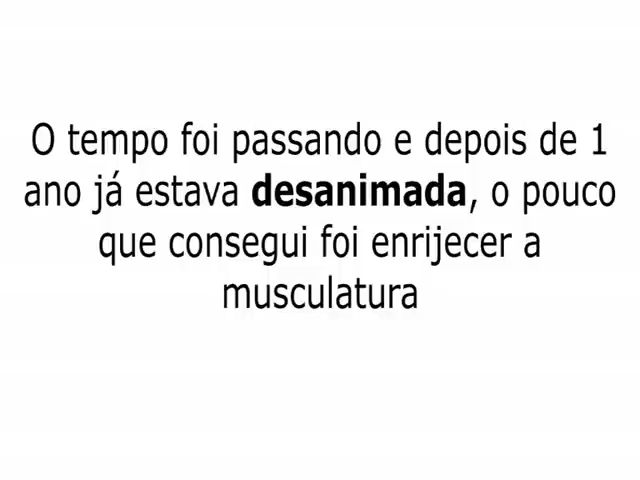 O tempo foi passando e depois de 1
ano já estava desanimada, o pouco
que consegui foi enrijecer a
musculatura